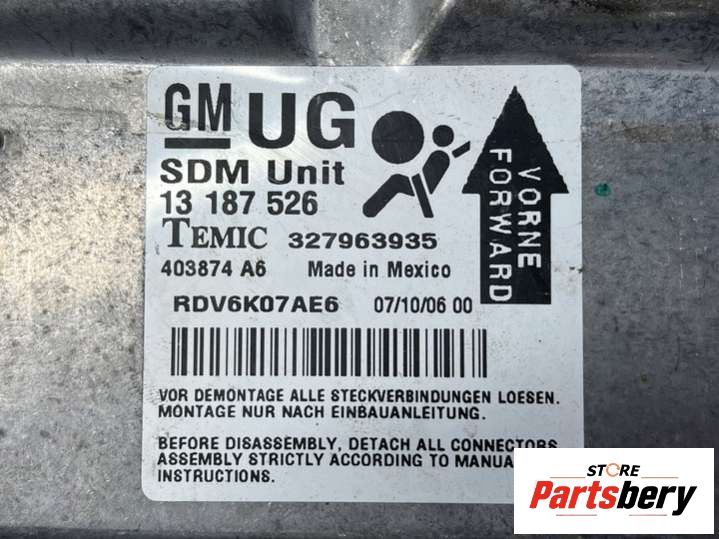 GM UG
SDM Unit
13 187 526
TEMIC 327963935
403874 A6 Made in Mexico
RDV6K07AE6 07/10/06 00
VORNE
FORWARD
VOR DEMONTAGE ALLE STECKVERBINDUNGEN LOESEN.
MONTAGE NUR NACH EINBAUANLEITUNG.
BEFORE DISASSEMBLY, DETACH ALL CONNECTORS
ASSEMBLY STRICTLY ACCORDING TO MANUA
INSTRUCTIONS.
STORE
Partsbery